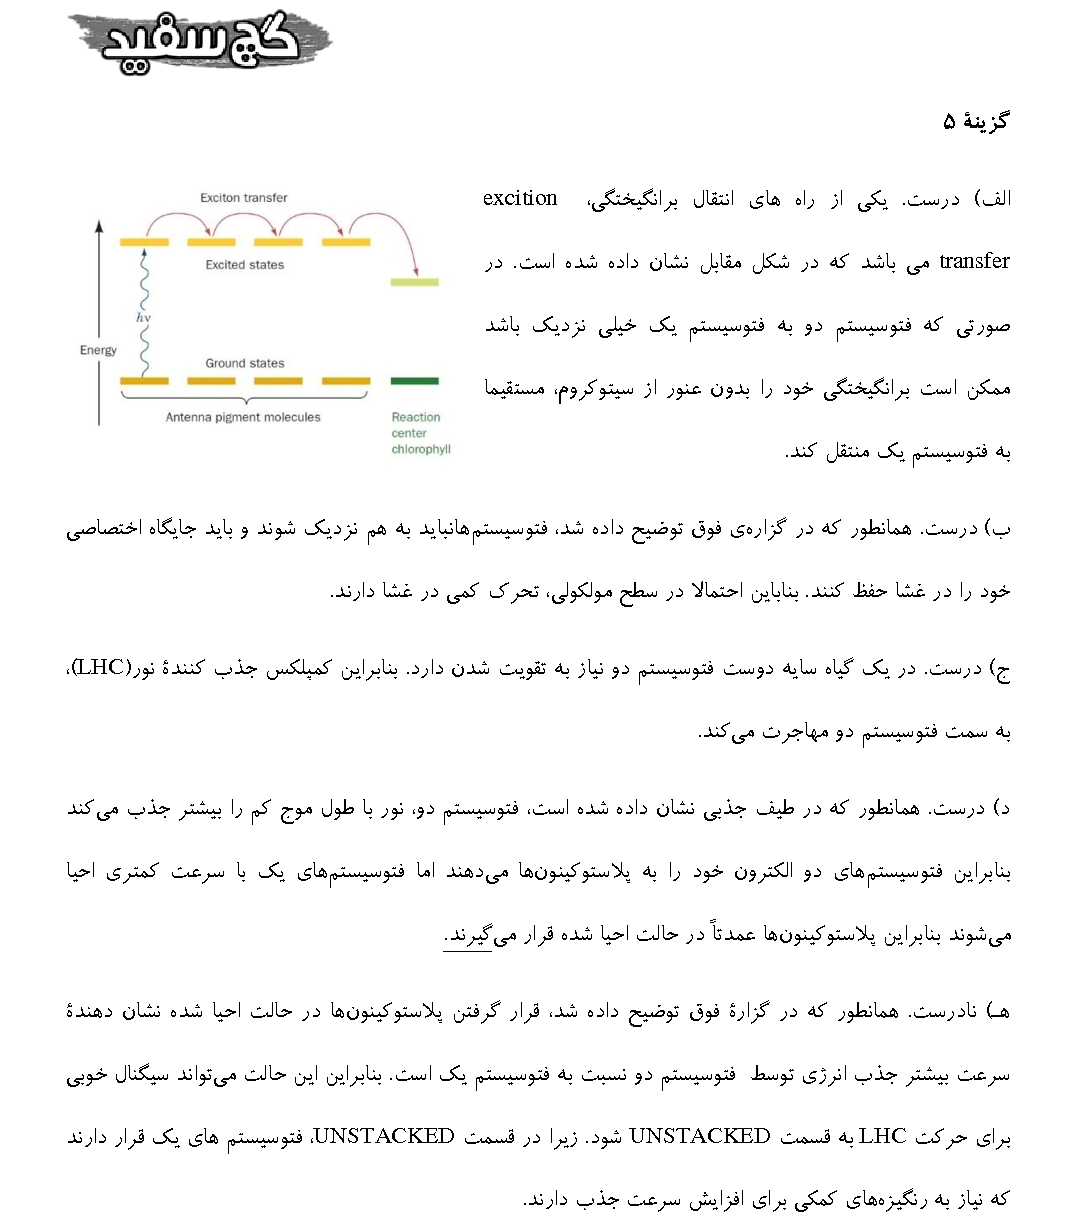 گچ سفید
گزینهٔ ۵
الف) درست. یکی از راه های انتقال برانگیختگی، excition
transfer می باشد که در شکل مقابل نشان داده شده است. در
صورتی که فتوسیستم دو به فتوسیستم یک خیلی نزدیک باشد
ممکن است برانگیختگی خود را بدون عنور از سیتوکروم، مستقیما
به فتوسیستم یک منتقل کند.
Exciton transfer
Excited states
hν
Energy
Ground states
Antenna pigment molecules
Reaction
center
chlorophyll
ب) درست. همانطور که در گزاره‌ی فوق توضیح داده شد، فتوسیستم‌هانباید به هم نزدیک شوند و باید جایگاه اختصاصی
خود را در غشا حفظ کنند. بناباین احتمالا در سطح مولکولی، تحرک کمی در غشا دارند.
ج) درست. در یک گیاه سایه دوست فتوسیستم دو نیاز به تقویت شدن دارد. بنابراین کمپلکس جذب کنندهٔ نور(LHC)،
به سمت فتوسیستم دو مهاجرت می‌کند.
د) درست. همانطور که در طیف جذبی نشان داده شده است، فتوسیستم دو، نور با طول موج کم را بیشتر جذب می‌کند
بنابراین فتوسیستم‌های دو الکترون خود را به پلاستوکینون‌ها می‌دهند اما فتوسیستم‌های یک با سرعت کمتری احیا
می‌شوند بنابراین پلاستوکینون‌ها عمدتاً در حالت احیا شده قرار می‌گیرند.
هـ) نادرست. همانطور که در گزارهٔ فوق توضیح داده شد، قرار گرفتن پلاستوکینون‌ها در حالت احیا شده نشان دهندهٔ
سرعت بیشتر جذب انرژی توسط فتوسیستم دو نسبت به فتوسیستم یک است. بنابراین این حالت می‌تواند سیگنال خوبی
برای حرکت LHC به قسمت UNSTACKED شود. زیرا در قسمت UNSTACKED، فتوسیستم های یک قرار دارند
که نیاز به رنگیزه‌های کمکی برای افزایش سرعت جذب دارند.